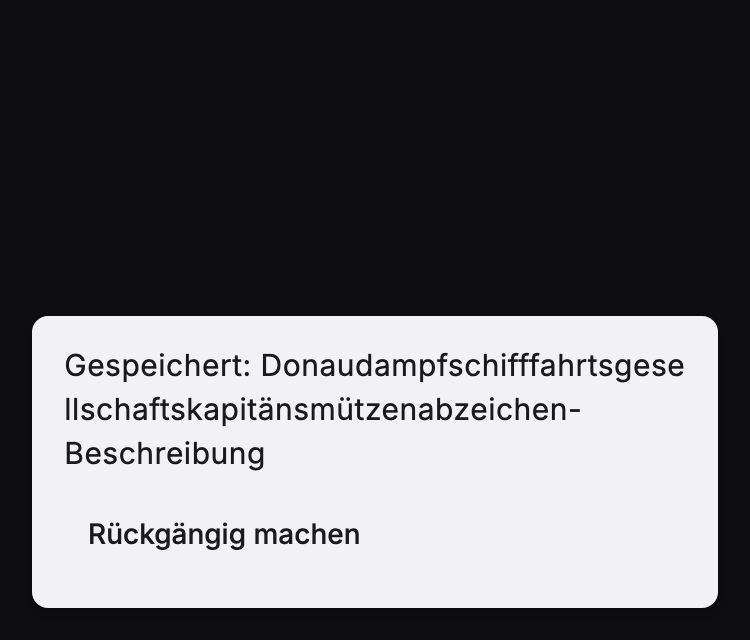 Gespeichert: Donaudampfschifffahrtsgese
llschaftskapitänsmützenabzeichen-
Beschreibung
Rückgängig machen